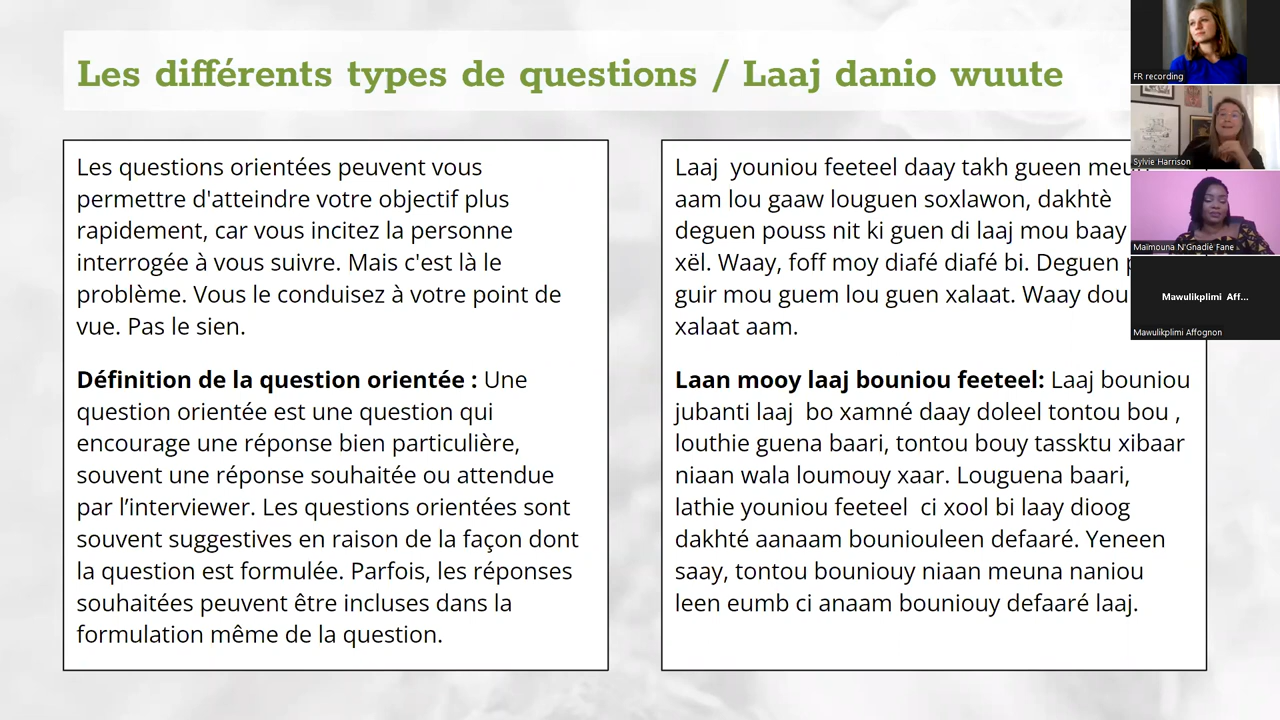 Les différents types de questions / Laaj danio wuute
Les questions orientées peuvent vous
permettre d'atteindre votre objectif plus
rapidement, car vous incitez la personne
interrogée à vous suivre. Mais c'est là le
problème. Vous le conduisez à votre point de
vue. Pas le sien.
Définition de la question orientée : Une
question orientée est une question qui
encourage une réponse bien particulière,
souvent une réponse souhaitée ou attendue
par l’interviewer. Les questions orientées sont
souvent suggestives en raison de la façon dont
la question est formulée. Parfois, les réponses
souhaitées peuvent être incluses dans la
formulation même de la question.
Laaj youniou feeteel daay takh gueen
aam lou gaaw louguen soxlawon, dakhtè
deguen pouss nit ki guen di laaj mou baay
xël. Waay, foff moy diafé diafé bi. Deguen
guir mou guem lou guen xalaat. Waay dou
xalaat aam.
Laan mooy laaj bouniou feeteel: Laaj bouniou
jubanti laaj bo xamné daay doleel tontou bou ,
louthie guena baari, tontou bouy tassktu xibaar
niaan wala loumouy xaar. Louguena baari,
lathie youniou feeteel ci xool bi laay dioog
dakhté aanaam bouniouleen defaaré. Yeneen
saay, tontou bouniouy niaan meuna naniou
leen eumb ci anaam bouniouy defaaré laaj.
FR recording
Sylvie Harrison
Maïmouna N'Gnadiè Fane
Mawulikplimi Aff...
Mawulikplimi Affognon